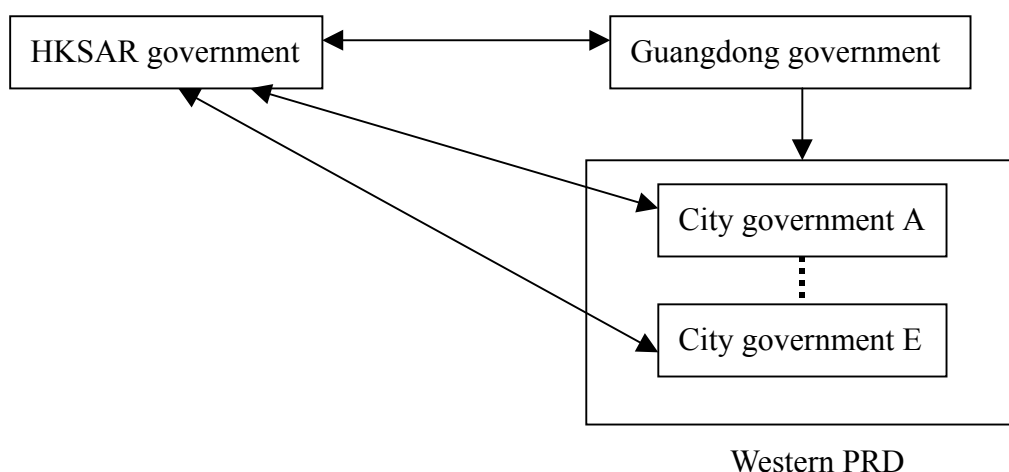 HKSAR government
Guangdong government
City government A
City government E
Western PRD